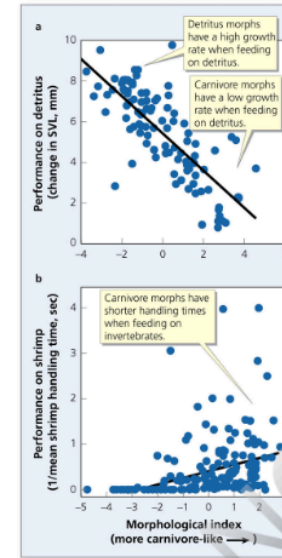 a
Detritus morphs
have a high growth
rate when feeding
on detritus.
Carnivore morphs
have a low growth
rate when feeding
on detritus.
Performance on detritus
(change in SVL, mm)
10
8
6
4
2
0
–4 –2 0 2 4
b
Carnivore morphs have
shorter handling times
when feeding on
invertebrates.
Performance on shrimp
(1/mean shrimp handling time, sec)
4
3
2
1
0
–5 –4 –3 –2 –1 0 1 2
Morphological index
(more carnivore-like → )